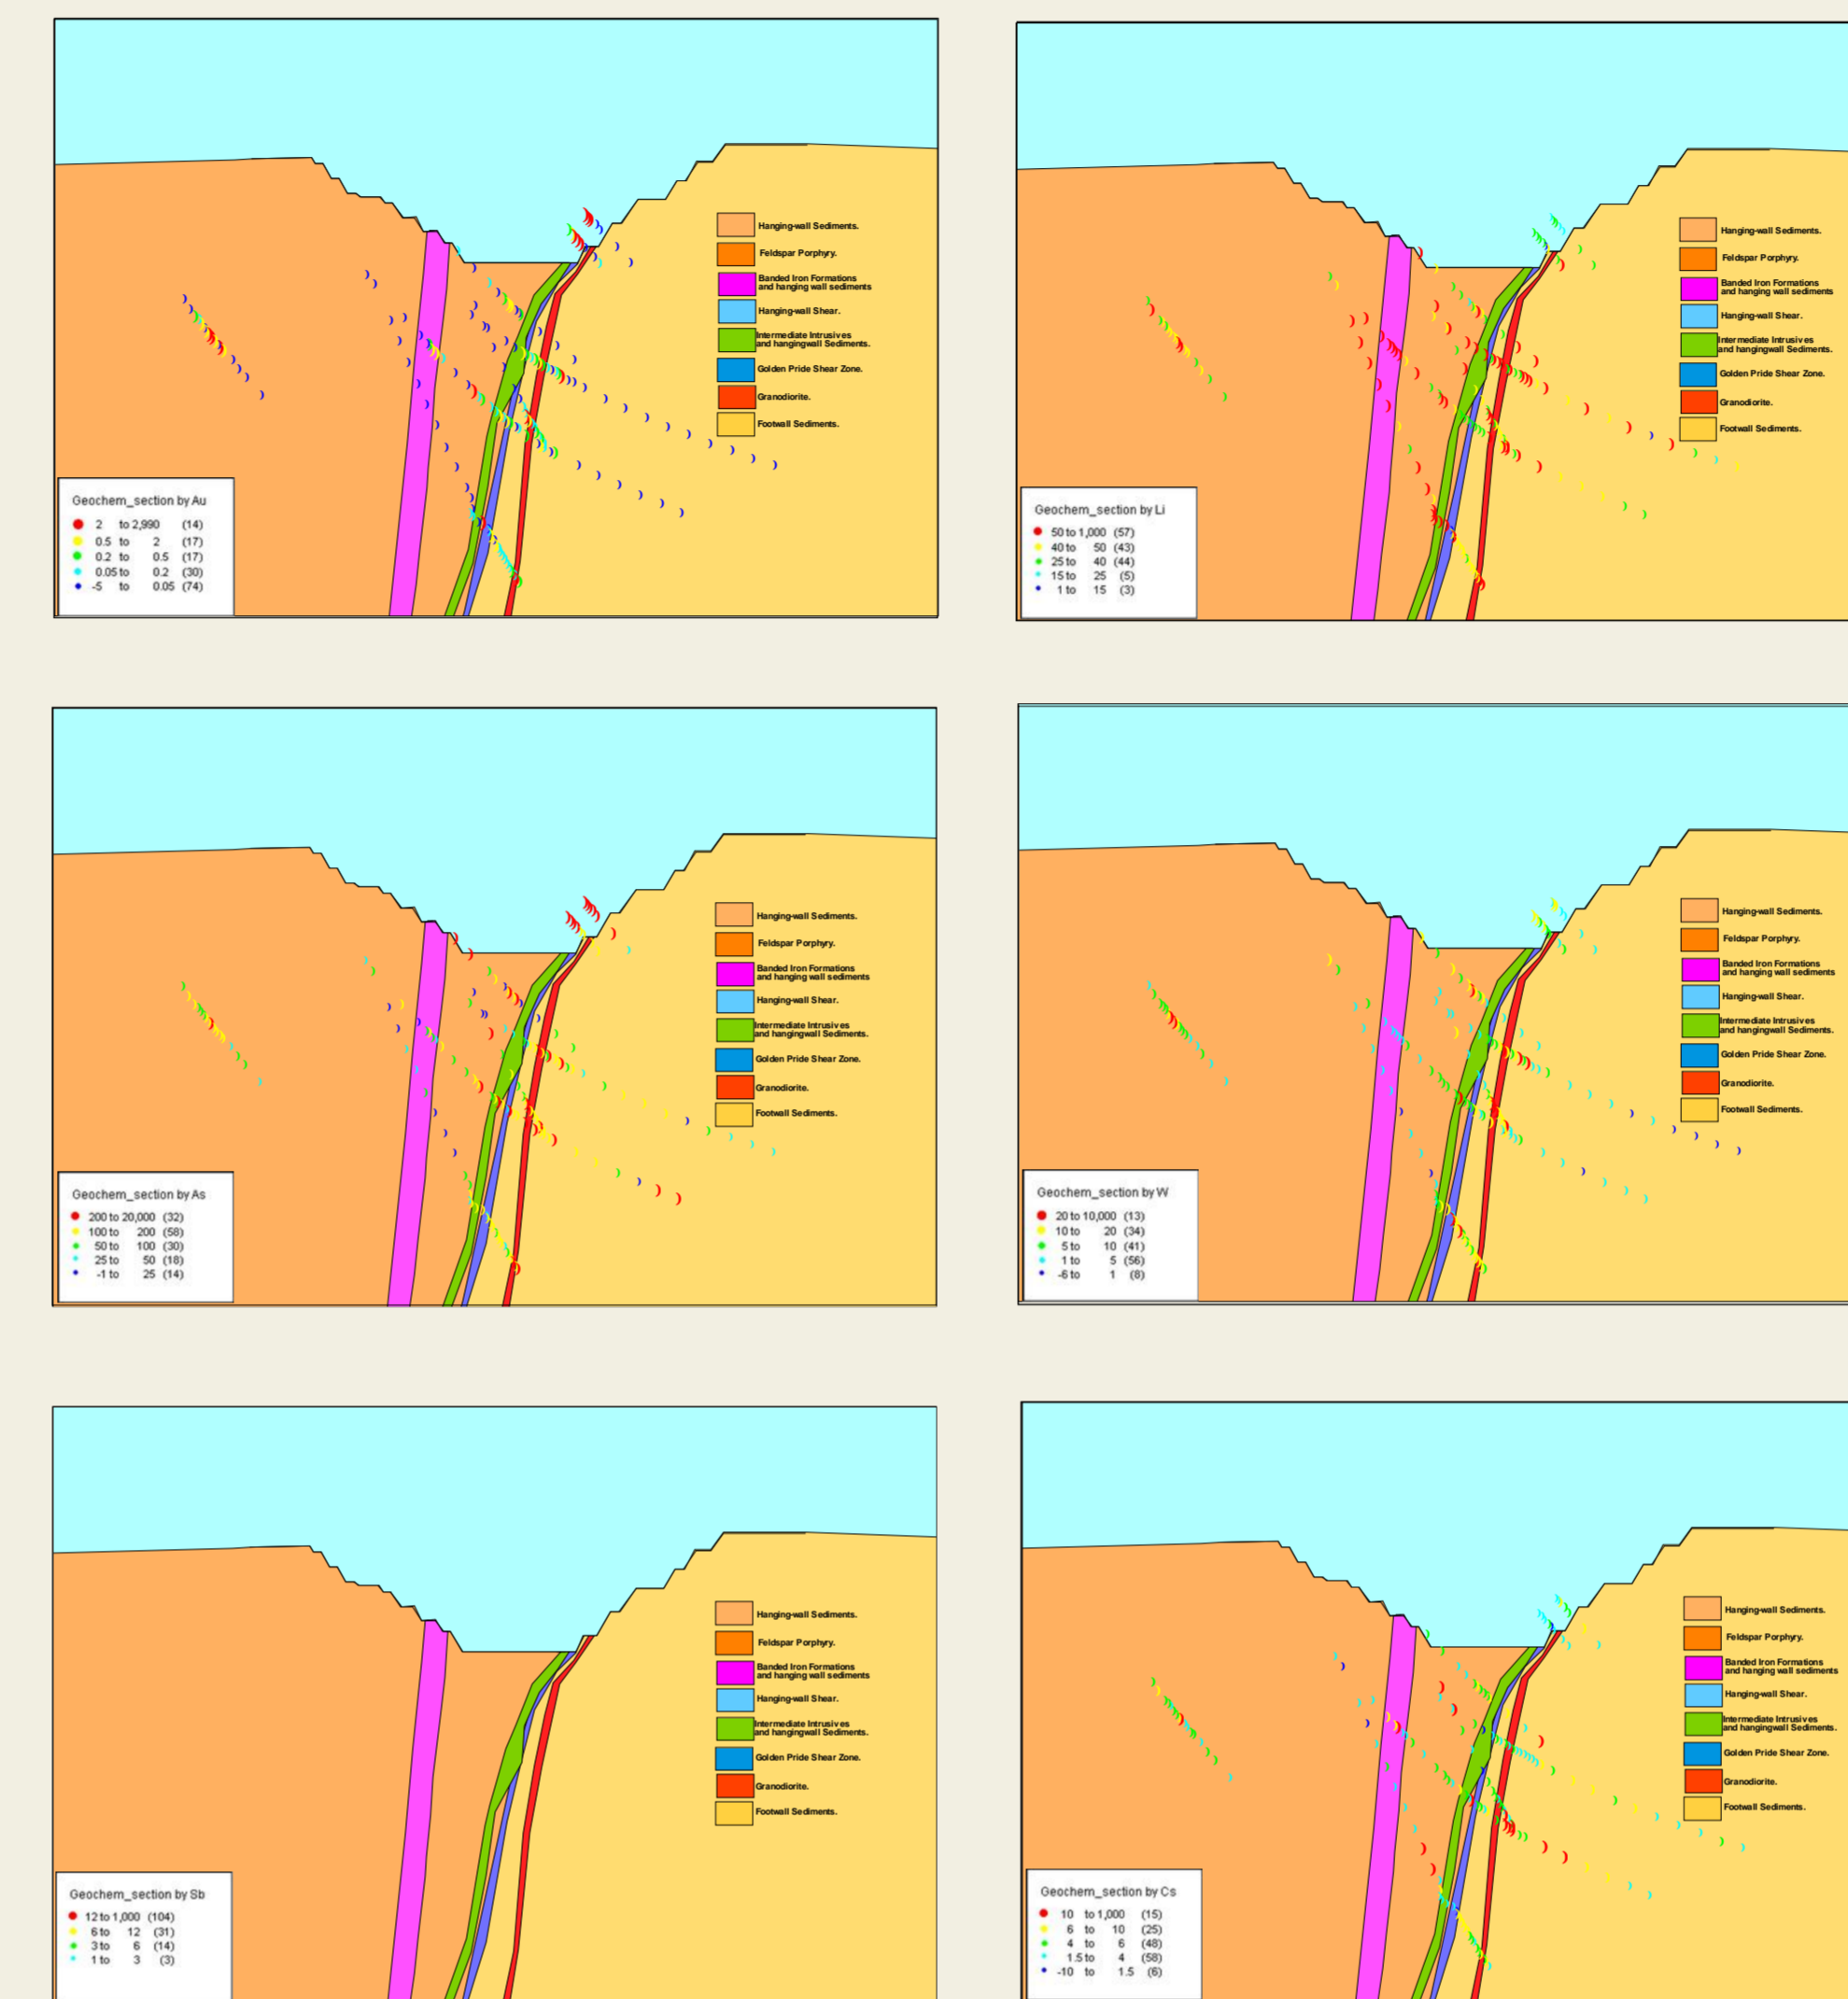 Hanging-wall Sediments.
Feldspar Porphyry.
Banded Iron Formations
and hanging wall sediments
Hanging-wall Shear.
Intermediate Intrusives
and hangingwall Sediments.
Golden Pride Shear Zone.
Granodiorite.
Footwall Sediments.
Geochem_section by Au
2 to 2,990 (14)
0.5 to 2 (17)
0.2 to 0.5 (17)
0.05 to 0.2 (30)
-5 to 0.05 (74)
Hanging-wall Sediments.
Feldspar Porphyry.
Banded Iron Formations
and hanging wall sediments
Hanging-wall Shear.
Intermediate Intrusives
and hangingwall Sediments.
Golden Pride Shear Zone.
Granodiorite.
Footwall Sediments.
Geochem_section by Li
50 to 1,000 (57)
40 to 50 (43)
25 to 40 (44)
15 to 25 (5)
1 to 15 (3)
Hanging-wall Sediments.
Feldspar Porphyry.
Banded Iron Formations
and hanging wall sediments
Hanging-wall Shear.
Intermediate Intrusives
and hangingwall Sediments.
Golden Pride Shear Zone.
Granodiorite.
Footwall Sediments.
Geochem_section by As
200 to 20,000 (32)
100 to 200 (58)
50 to 100 (30)
25 to 50 (18)
-1 to 25 (14)
Hanging-wall Sediments.
Feldspar Porphyry.
Banded Iron Formations
and hanging wall sediments
Hanging-wall Shear.
Intermediate Intrusives
and hangingwall Sediments.
Golden Pride Shear Zone.
Granodiorite.
Footwall Sediments.
Geochem_section by W
20 to 10,000 (13)
10 to 20 (34)
5 to 10 (41)
1 to 5 (56)
-6 to 1 (8)
Hanging-wall Sediments.
Feldspar Porphyry.
Banded Iron Formations
and hanging wall sediments
Hanging-wall Shear.
Intermediate Intrusives
and hangingwall Sediments.
Golden Pride Shear Zone.
Granodiorite.
Footwall Sediments.
Geochem_section by Sb
12 to 1,000 (104)
6 to 12 (31)
3 to 6 (14)
1 to 3 (3)
Hanging-wall Sediments.
Feldspar Porphyry.
Banded Iron Formations
and hanging wall sediments
Hanging-wall Shear.
Intermediate Intrusives
and hangingwall Sediments.
Golden Pride Shear Zone.
Granodiorite.
Footwall Sediments.
Geochem_section by Cs
10 to 1,000 (15)
6 to 10 (25)
4 to 6 (48)
1.5 to 4 (58)
-10 to 1.5 (6)